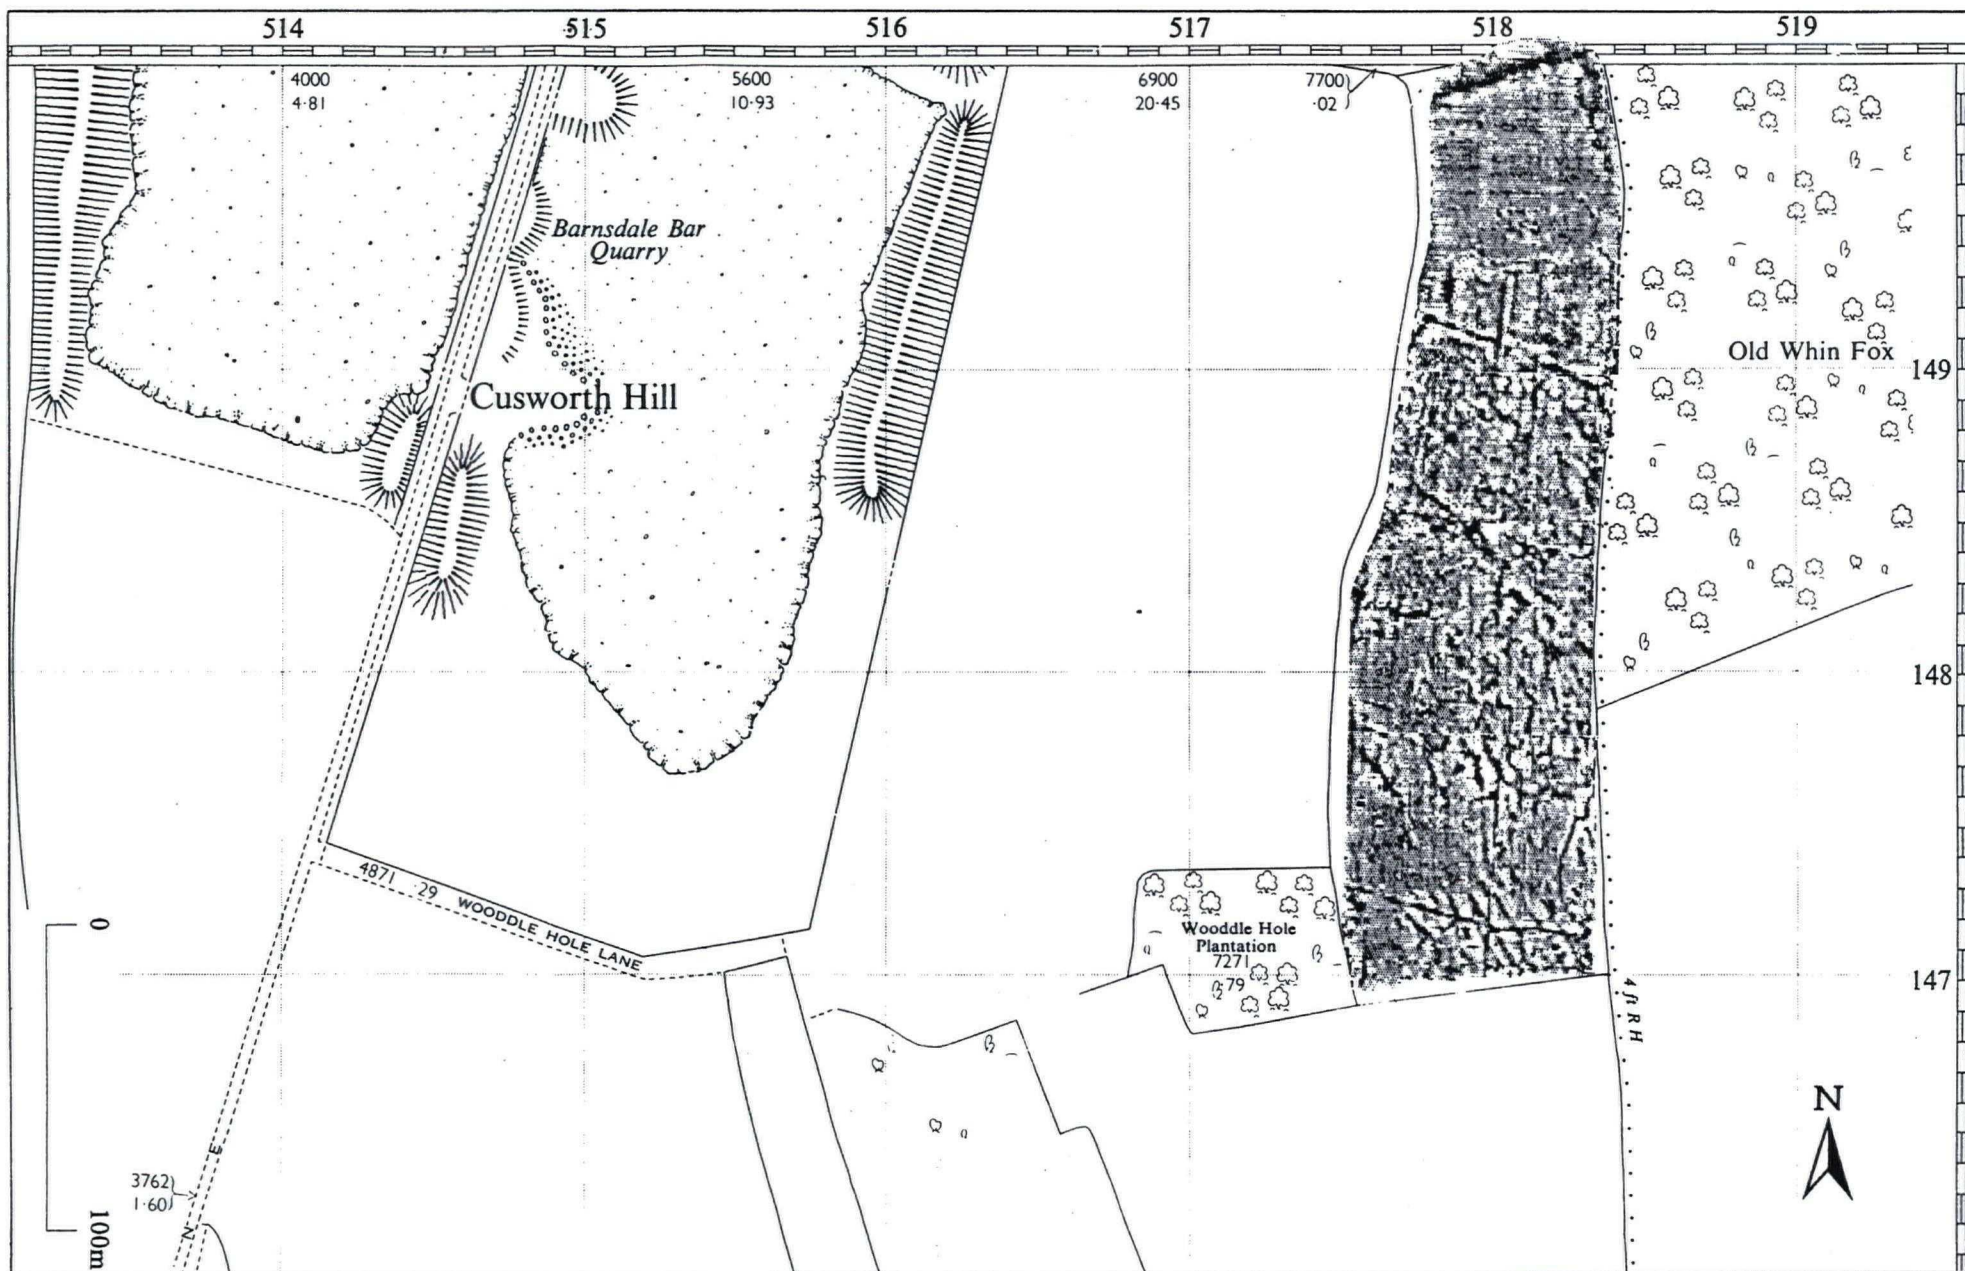 514 515 516 517 518 519
4000
4·81
5600
10·93
6900
20·45
7700
·02
Barnsdale Bar
Quarry
Old Whin Fox
149
Cusworth Hill
148
4871 ·29 WOODDLE HOLE LANE
0
Wooddle Hole
Plantation
7271
·79
147
4 ft R H
N
E
3762
1·60
N
100m